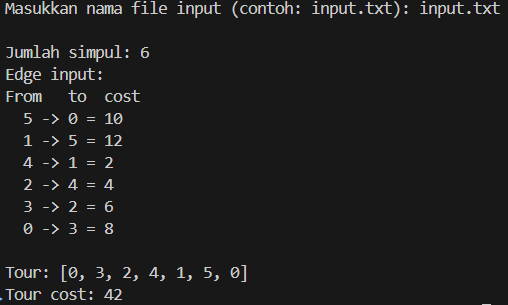 Masukkan nama file input (contoh: input.txt): input.txt
Jumlah simpul: 6
Edge input:
From to cost
5 -> 0 = 10
1 -> 5 = 12
4 -> 1 = 2
2 -> 4 = 4
3 -> 2 = 6
0 -> 3 = 8
Tour: [0, 3, 2, 4, 1, 5, 0]
Tour cost: 42